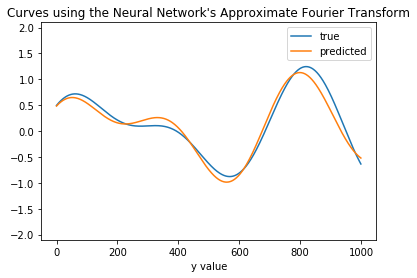 Curves using the Neural Network's Approximate Fourier Transform
true
predicted
2.0
1.5
1.0
0.5
0.0
−0.5
−1.0
−1.5
−2.0
0 200 400 600 800 1000
y value